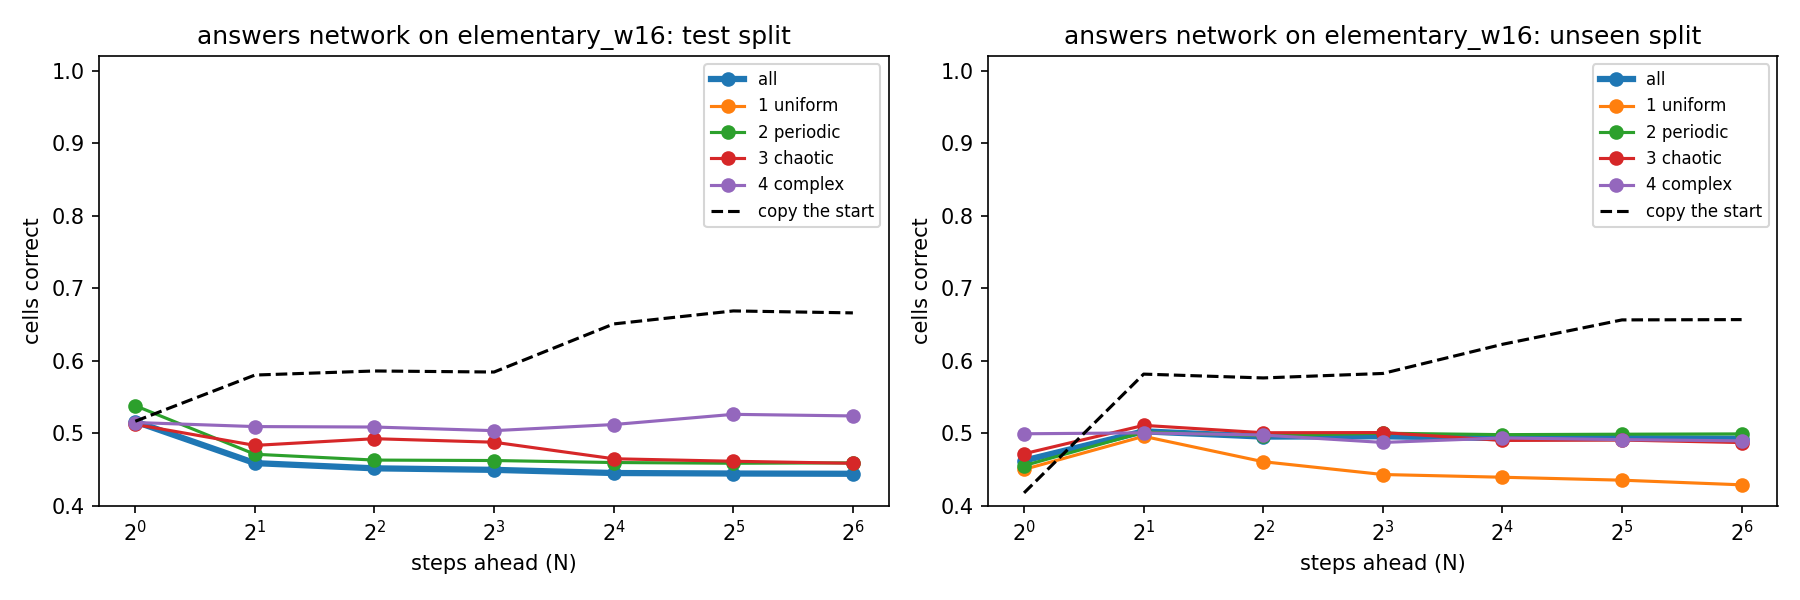 answers network on elementary_w16: test split
cells correct
1.0
0.9
0.8
0.7
0.6
0.5
0.4
all
1 uniform
2 periodic
3 chaotic
4 complex
copy the start
2^0 2^1 2^2 2^3 2^4 2^5 2^6
steps ahead (N)
answers network on elementary_w16: unseen split
cells correct
1.0
0.9
0.8
0.7
0.6
0.5
0.4
all
1 uniform
2 periodic
3 chaotic
4 complex
copy the start
2^0 2^1 2^2 2^3 2^4 2^5 2^6
steps ahead (N)